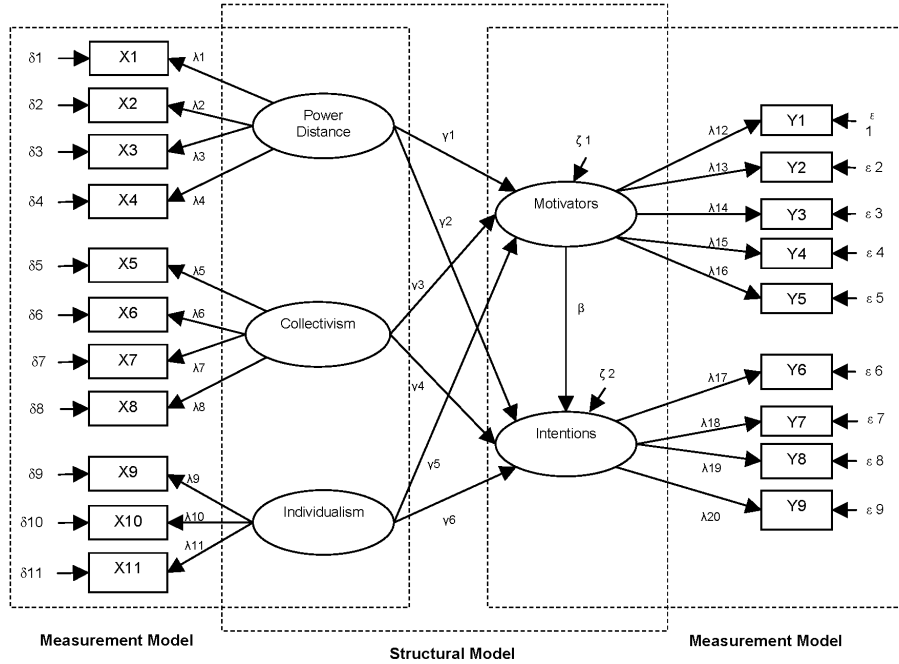 δ1
X1
λ1
δ2
X2
λ2
δ3
X3
λ3
δ4
X4
λ4
Power
Distance
δ5
X5
λ5
δ6
X6
λ6
δ7
X7
λ7
δ8
X8
λ8
Collectivism
δ9
X9
λ9
δ10
X10
λ10
δ11
X11
λ11
Individualism
γ1
γ2
γ3
γ4
γ5
γ6
ζ 1
Motivators
β
ζ 2
Intentions
λ12
Y1
ε
1
λ13
Y2
ε 2
λ14
Y3
ε 3
λ15
Y4
ε 4
λ16
Y5
ε 5
λ17
Y6
ε 6
λ18
Y7
ε 7
λ19
Y8
ε 8
λ20
Y9
ε 9
Measurement Model
Structural Model
Measurement Model